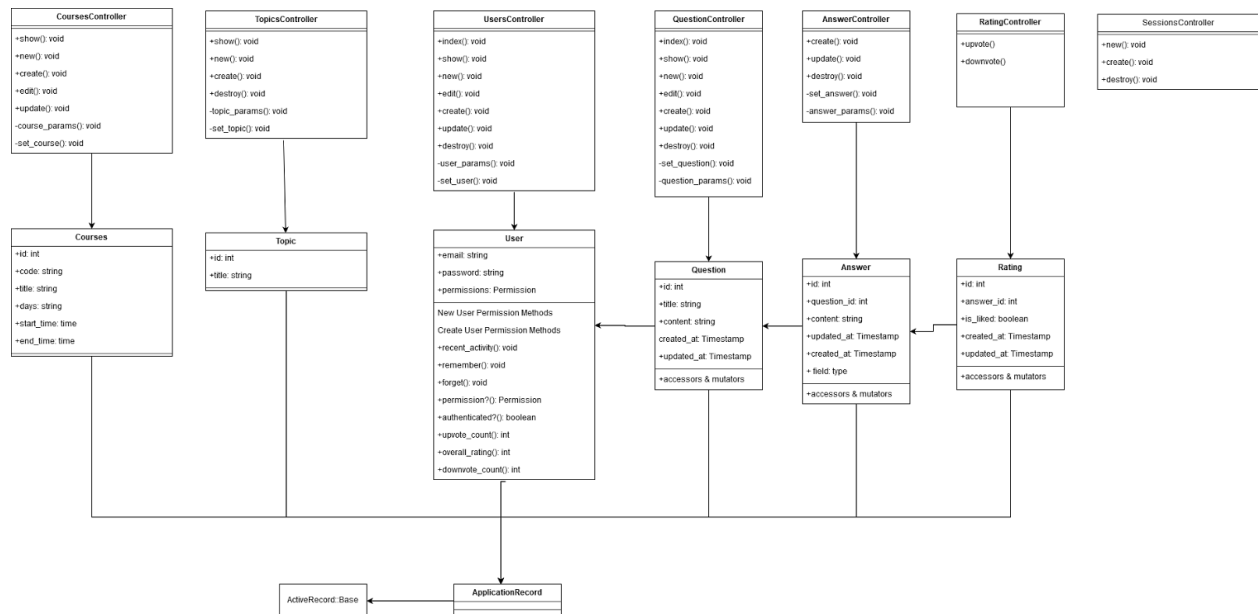 CoursesController
+show(): void
+new(): void
+create(): void
+edit(): void
+update(): void
-course_params(): void
-set_course(): void
TopicsController
+show(): void
+new(): void
+create(): void
+destroy(): void
-topic_params(): void
-set_topic(): void
UsersController
+index(): void
+show(): void
+new(): void
+edit(): void
+create(): void
+update(): void
+destroy(): void
-user_params(): void
-set_user(): void
QuestionController
+index(): void
+show(): void
+new(): void
+edit(): void
+create(): void
+update(): void
+destroy(): void
-set_question(): void
-question_params(): void
AnswerController
+create(): void
+update(): void
+destroy(): void
-set_answer(): void
-answer_params(): void
RatingController
+upvote()
+downvote()
SessionsController
+new(): void
+create(): void
+destroy(): void
Courses
+id: int
+code: string
+title: string
+days: string
+start_time: time
+end_time: time
Topic
+id: int
+title: string
User
+email: string
+password: string
+permissions: Permission
New User Permission Methods
Create User Permission Methods
+recent_activity(): void
+remember(): void
+forget(): void
+permission?(): Permission
+authenticated?(): boolean
+upvote_count(): int
+overall_rating(): int
+downvote_count(): int
Question
+id: int
+title: string
+content: string
created_at: Timestamp
+updated_at: Timestamp
+accessors & mutators
Answer
+id: int
+question_id: int
+content: string
+updated_at: Timestamp
+created_at: Timestamp
+ field: type
+accessors & mutators
Rating
+id: int
+answer_id: int
+is_liked: boolean
+created_at: Timestamp
+updated_at: Timestamp
+accessors & mutators
ActiveRecord::Base
ApplicationRecord